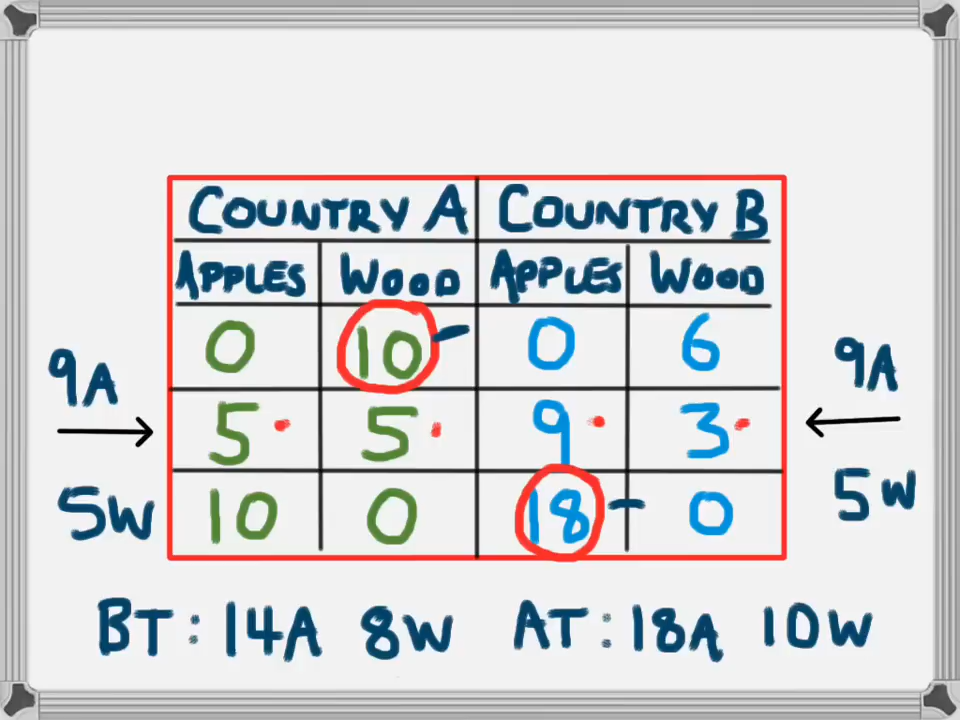 COUNTRY A COUNTRY B
APPLES WOOD APPLES WOOD
0 10 0 6
9A 9A
5 5 9 3
5W 5W
10 0 18 0
BT: 14A 8W AT: 18A 10W